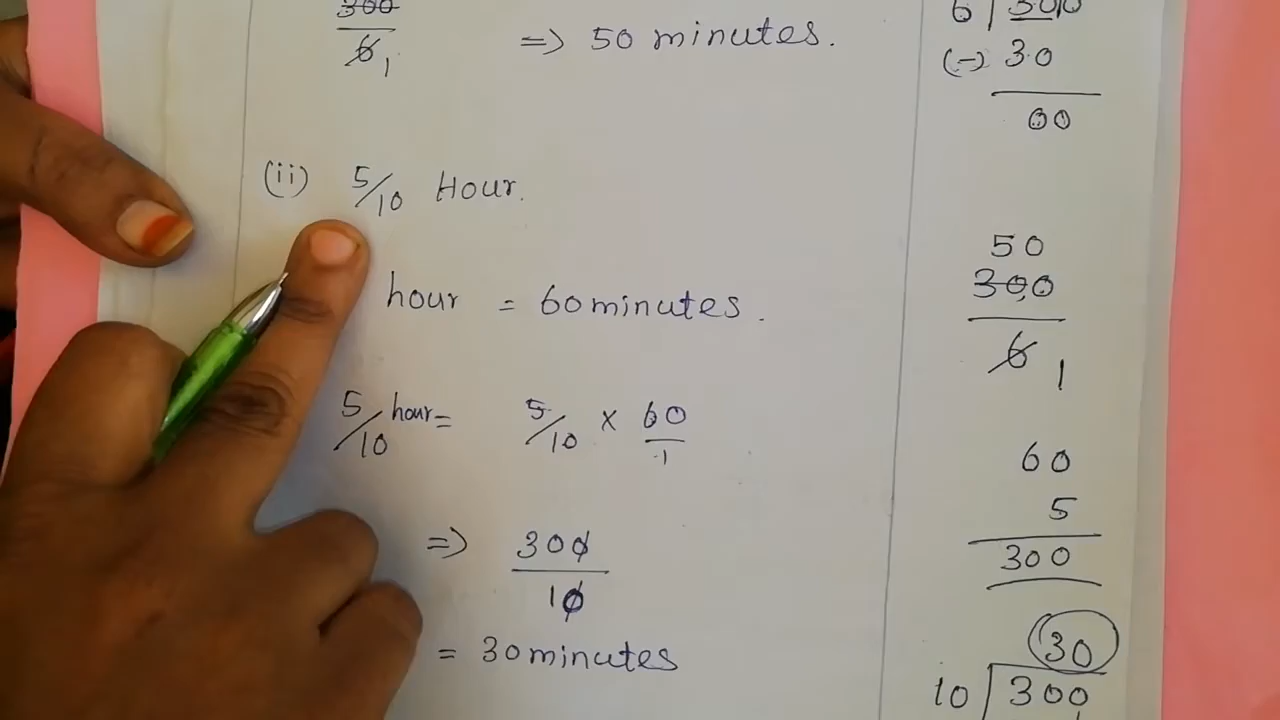 300
6 1
=> 50 minutes.
(ii) 5/10 Hour.
hour = 60 minutes.
5/10 hour = 5/10 × 60/1
=> 300/10
= 30 minutes
6 | 300
(-) 30
00
50
300
6 1
60
5
300
30
10 | 300